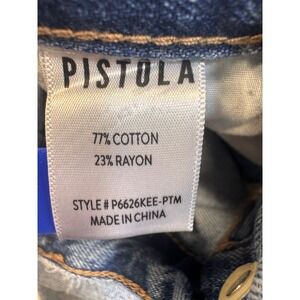 PISTOLA
77% COTTON
23% RAYON
STYLE # P6626KEE-PTM
MADE IN CHINA